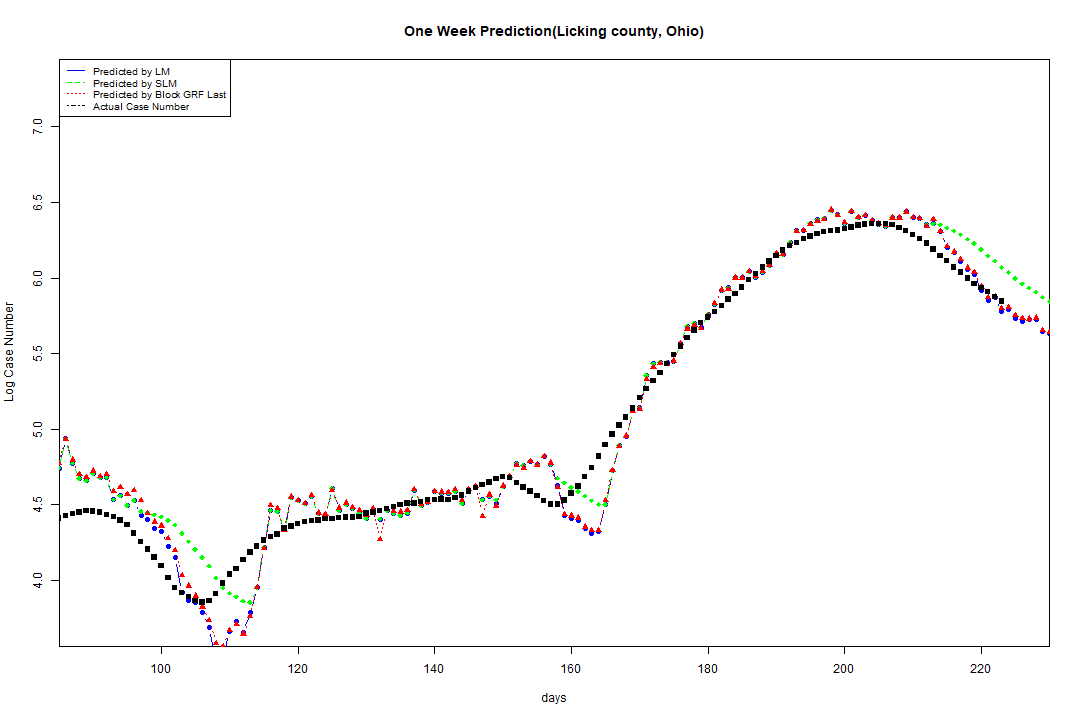 One Week Prediction(Licking county, Ohio)
Predicted by LM
Predicted by SLM
Predicted by Block GRF Last
Actual Case Number
7.0
6.5
6.0
5.5
5.0
4.5
4.0
Log Case Number
100 120 140 160 180 200 220
days